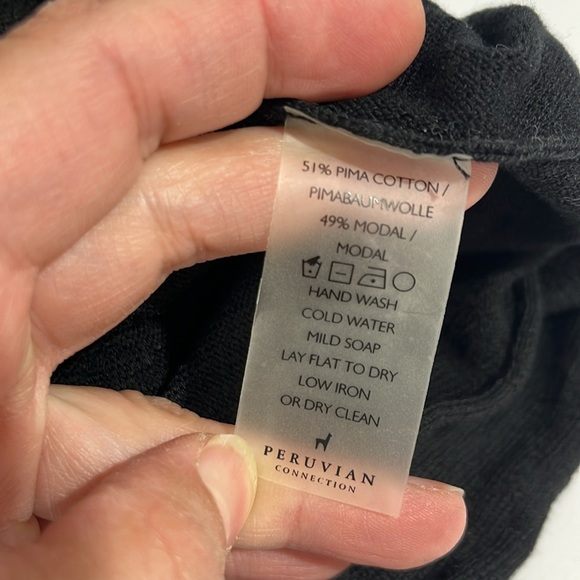 51% PIMA COTTON /
PIMABAUMWOLLE
49% MODAL /
MODAL
HAND WASH
COLD WATER
MILD SOAP
LAY FLAT TO DRY
LOW IRON
OR DRY CLEAN
PERUVIAN
CONNECTION